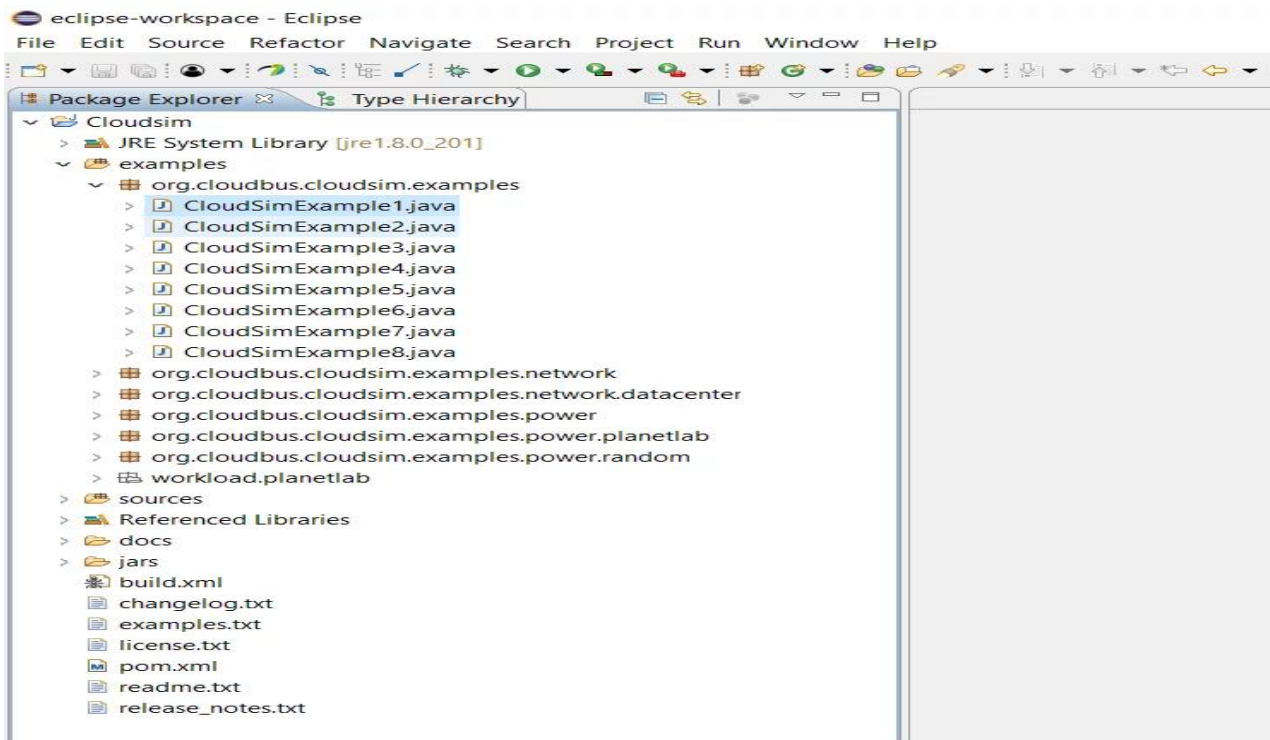 eclipse-workspace - Eclipse
File Edit Source Refactor Navigate Search Project Run Window Help
Package Explorer Type Hierarchy
Cloudsim
JRE System Library [jre1.8.0_201]
examples
org.cloudbus.cloudsim.examples
CloudSimExample1.java
CloudSimExample2.java
CloudSimExample3.java
CloudSimExample4.java
CloudSimExample5.java
CloudSimExample6.java
CloudSimExample7.java
CloudSimExample8.java
org.cloudbus.cloudsim.examples.network
org.cloudbus.cloudsim.examples.network.datacenter
org.cloudbus.cloudsim.examples.power
org.cloudbus.cloudsim.examples.power.planetlab
org.cloudbus.cloudsim.examples.power.random
workload.planetlab
sources
Referenced Libraries
docs
jars
build.xml
changelog.txt
examples.txt
license.txt
pom.xml
readme.txt
release_notes.txt